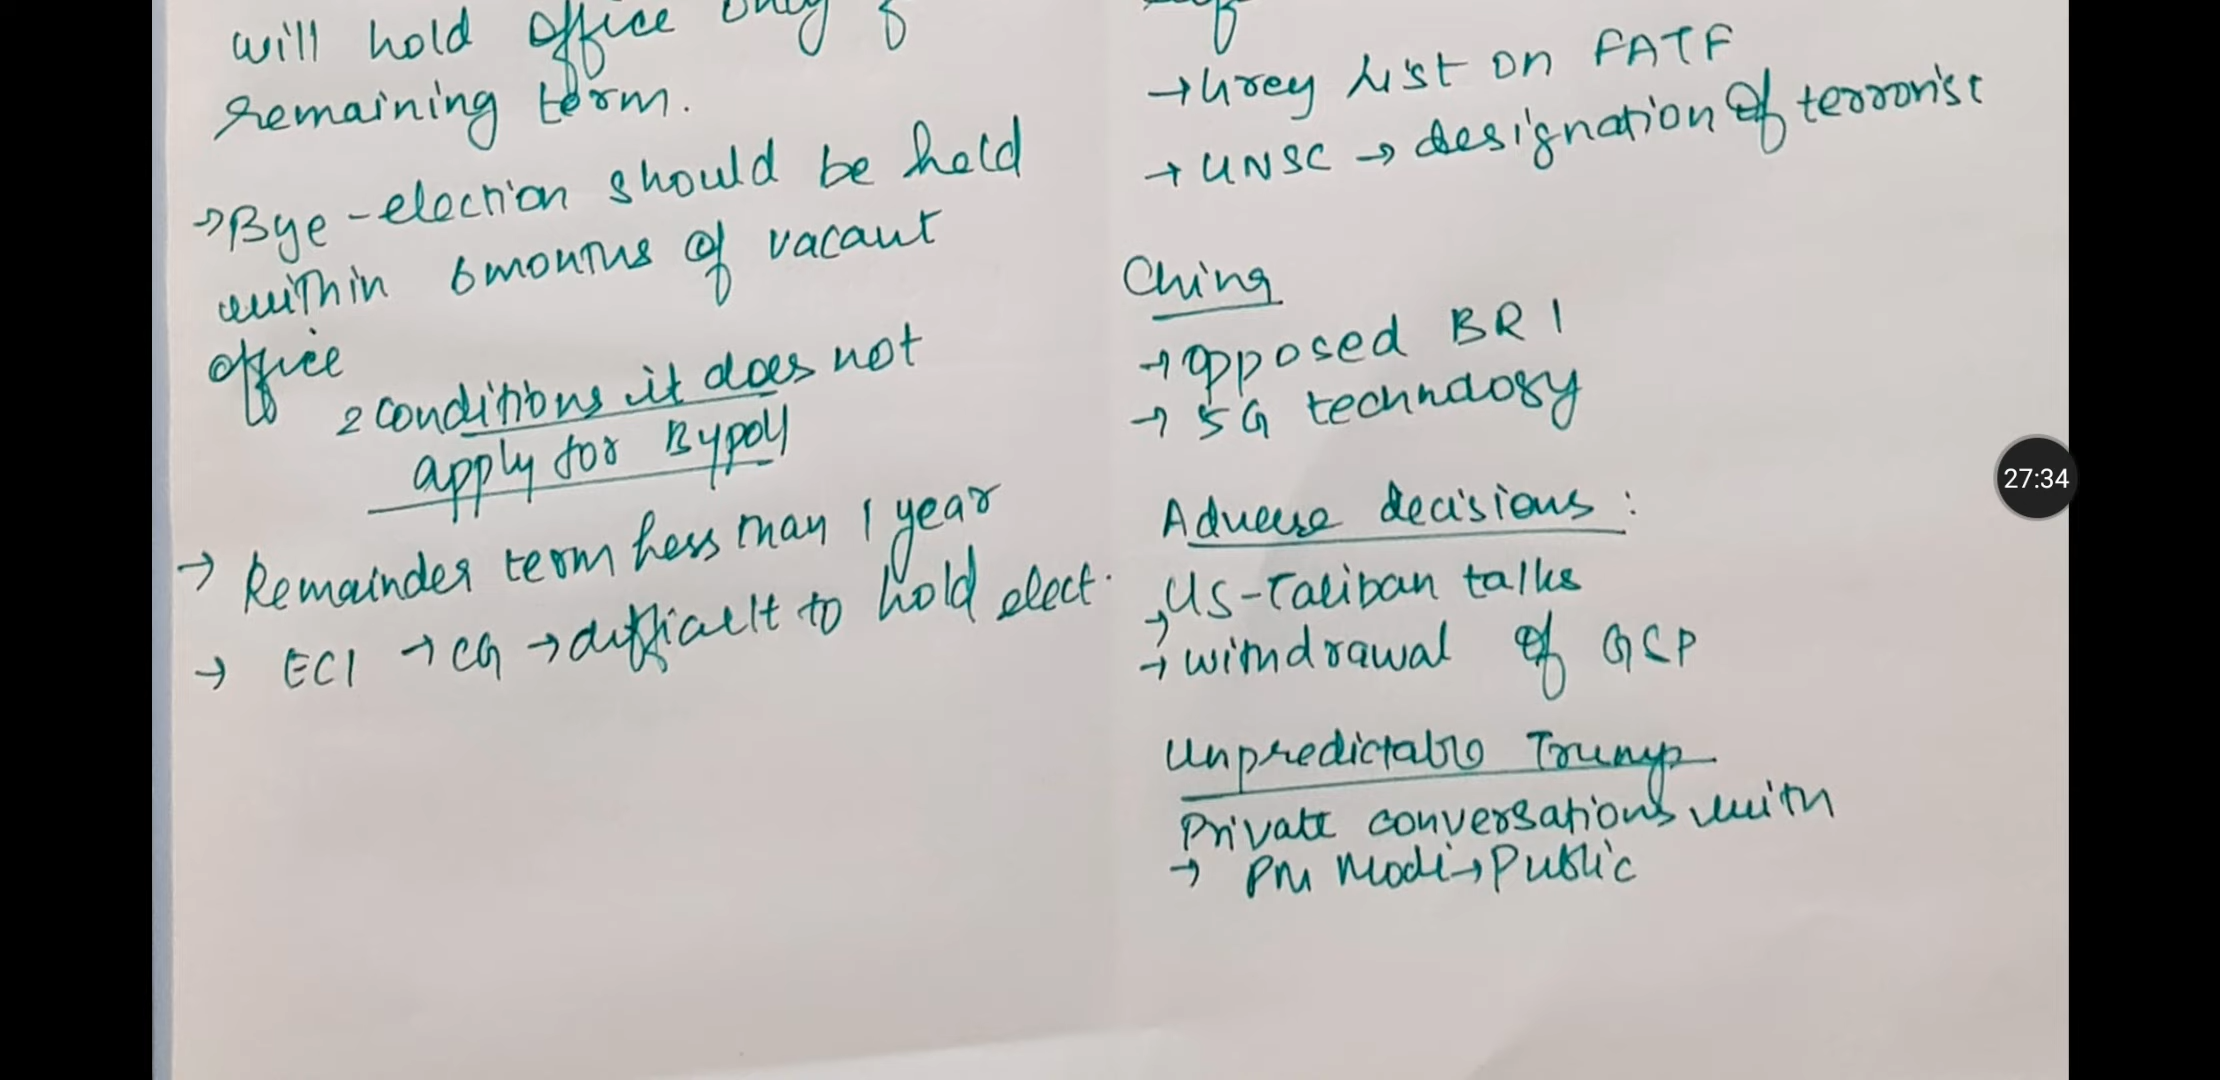 will hold office only f
remaining term.
→ Bye-election should be held
within 6 months of vacant
office
2 conditions it does not
apply for Bypoll
→ Remainder term less than 1 year
→ ECI → CG → difficult to hold elect.
→ Grey list on FATF
→ UNSC → designation of terrorist
China
→ opposed BRI
→ 5G technology
Adverse decisions :
→ US-Taliban talks
→ withdrawal of GSP
Unpredictable Trump
Private conversations with
→ PM Modi → Public
27:34